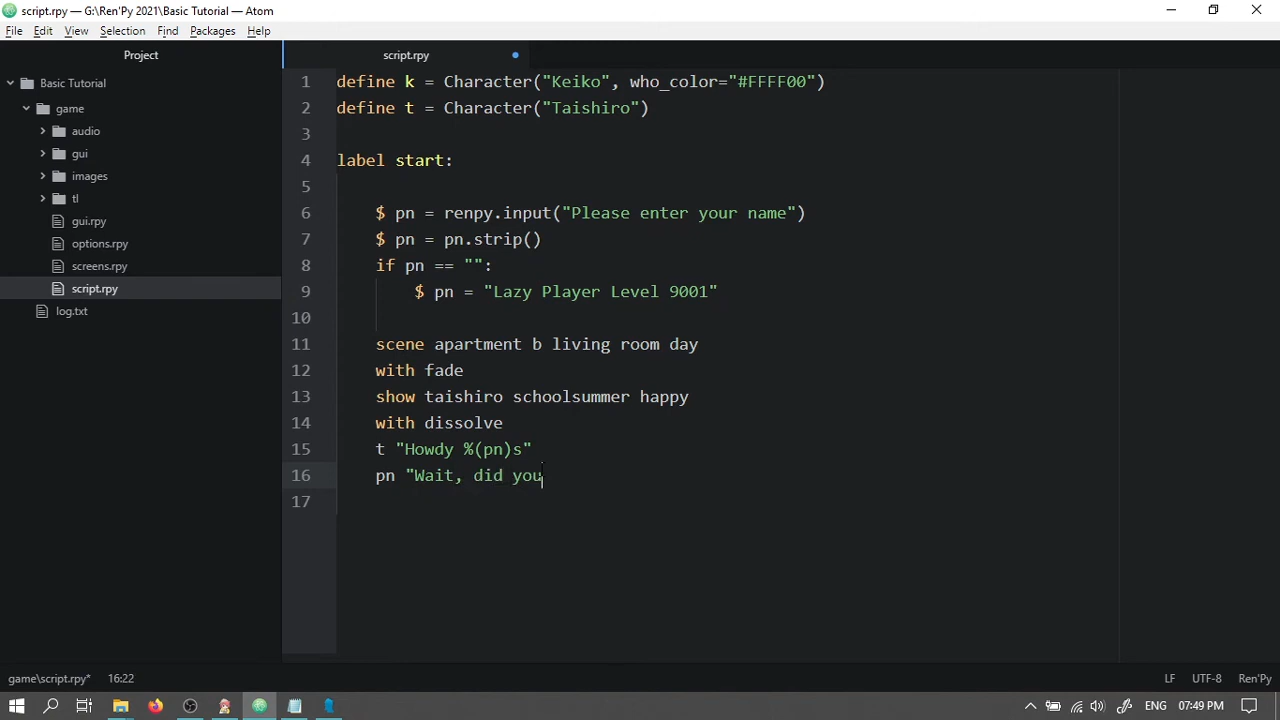 script.rpy — G:\Ren'Py 2021\Basic Tutorial — Atom
File Edit View Selection Find Packages Help
Project
script.rpy
Basic Tutorial
game
audio
gui
images
tl
gui.rpy
options.rpy
screens.rpy
script.rpy
log.txt
1 define k = Character("Keiko", who_color="#FFFF00")
2 define t = Character("Taishiro")
3
4 label start:
5
6 $ pn = renpy.input("Please enter your name")
7 $ pn = pn.strip()
8 if pn == "":
9 $ pn = "Lazy Player Level 9001"
10
11 scene apartment b living room day
12 with fade
13 show taishiro schoolsummer happy
14 with dissolve
15 t "Howdy %(pn)s"
16 pn "Wait, did you
17
game\script.rpy* 16:22 LF UTF-8 Ren'Py
ENG 07:49 PM